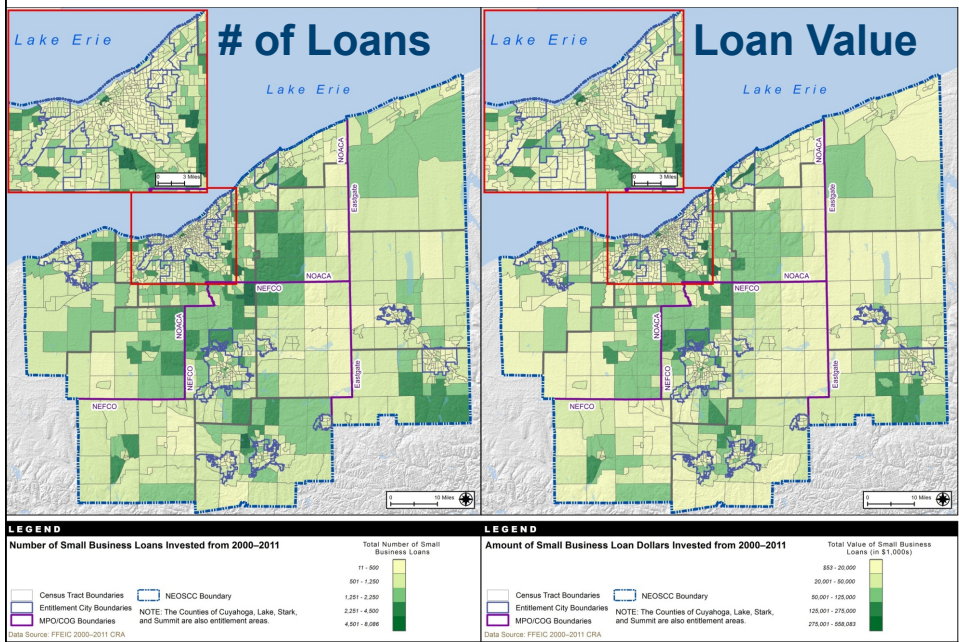 # of Loans
Lake Erie
Lake Erie
0 3 Miles
NOACA
Eastgate
NOACA
NEFCO
NOACA
NEFCO
Eastgate
NEFCO
0 10 Miles
LEGEND
Number of Small Business Loans Invested from 2000–2011
Census Tract Boundaries
Entitlement City Boundaries
MPO/COG Boundaries
NEOSCC Boundary
NOTE: The Counties of Cuyahoga, Lake, Stark,
and Summit are also entitlement areas.
Total Number of Small
Business Loans
11 - 500
501 - 1,250
1,251 - 2,250
2,251 - 4,500
4,501 - 8,086
Data Source: FFEIC 2000–2011 CRA
Loan Value
Lake Erie
Lake Erie
0 3 Miles
NOACA
Eastgate
NOACA
NEFCO
NOACA
NEFCO
Eastgate
NEFCO
0 10 Miles
LEGEND
Amount of Small Business Loan Dollars Invested from 2000–2011
Census Tract Boundaries
Entitlement City Boundaries
MPO/COG Boundaries
NEOSCC Boundary
NOTE: The Counties of Cuyahoga, Lake, Stark,
and Summit are also entitlement areas.
Total Value of Small Business
Loans (in $1,000s)
$53 - 20,000
20,001 - 50,000
50,001 - 125,000
125,001 - 275,000
275,001 - 558,083
Data Source: FFEIC 2000–2011 CRA